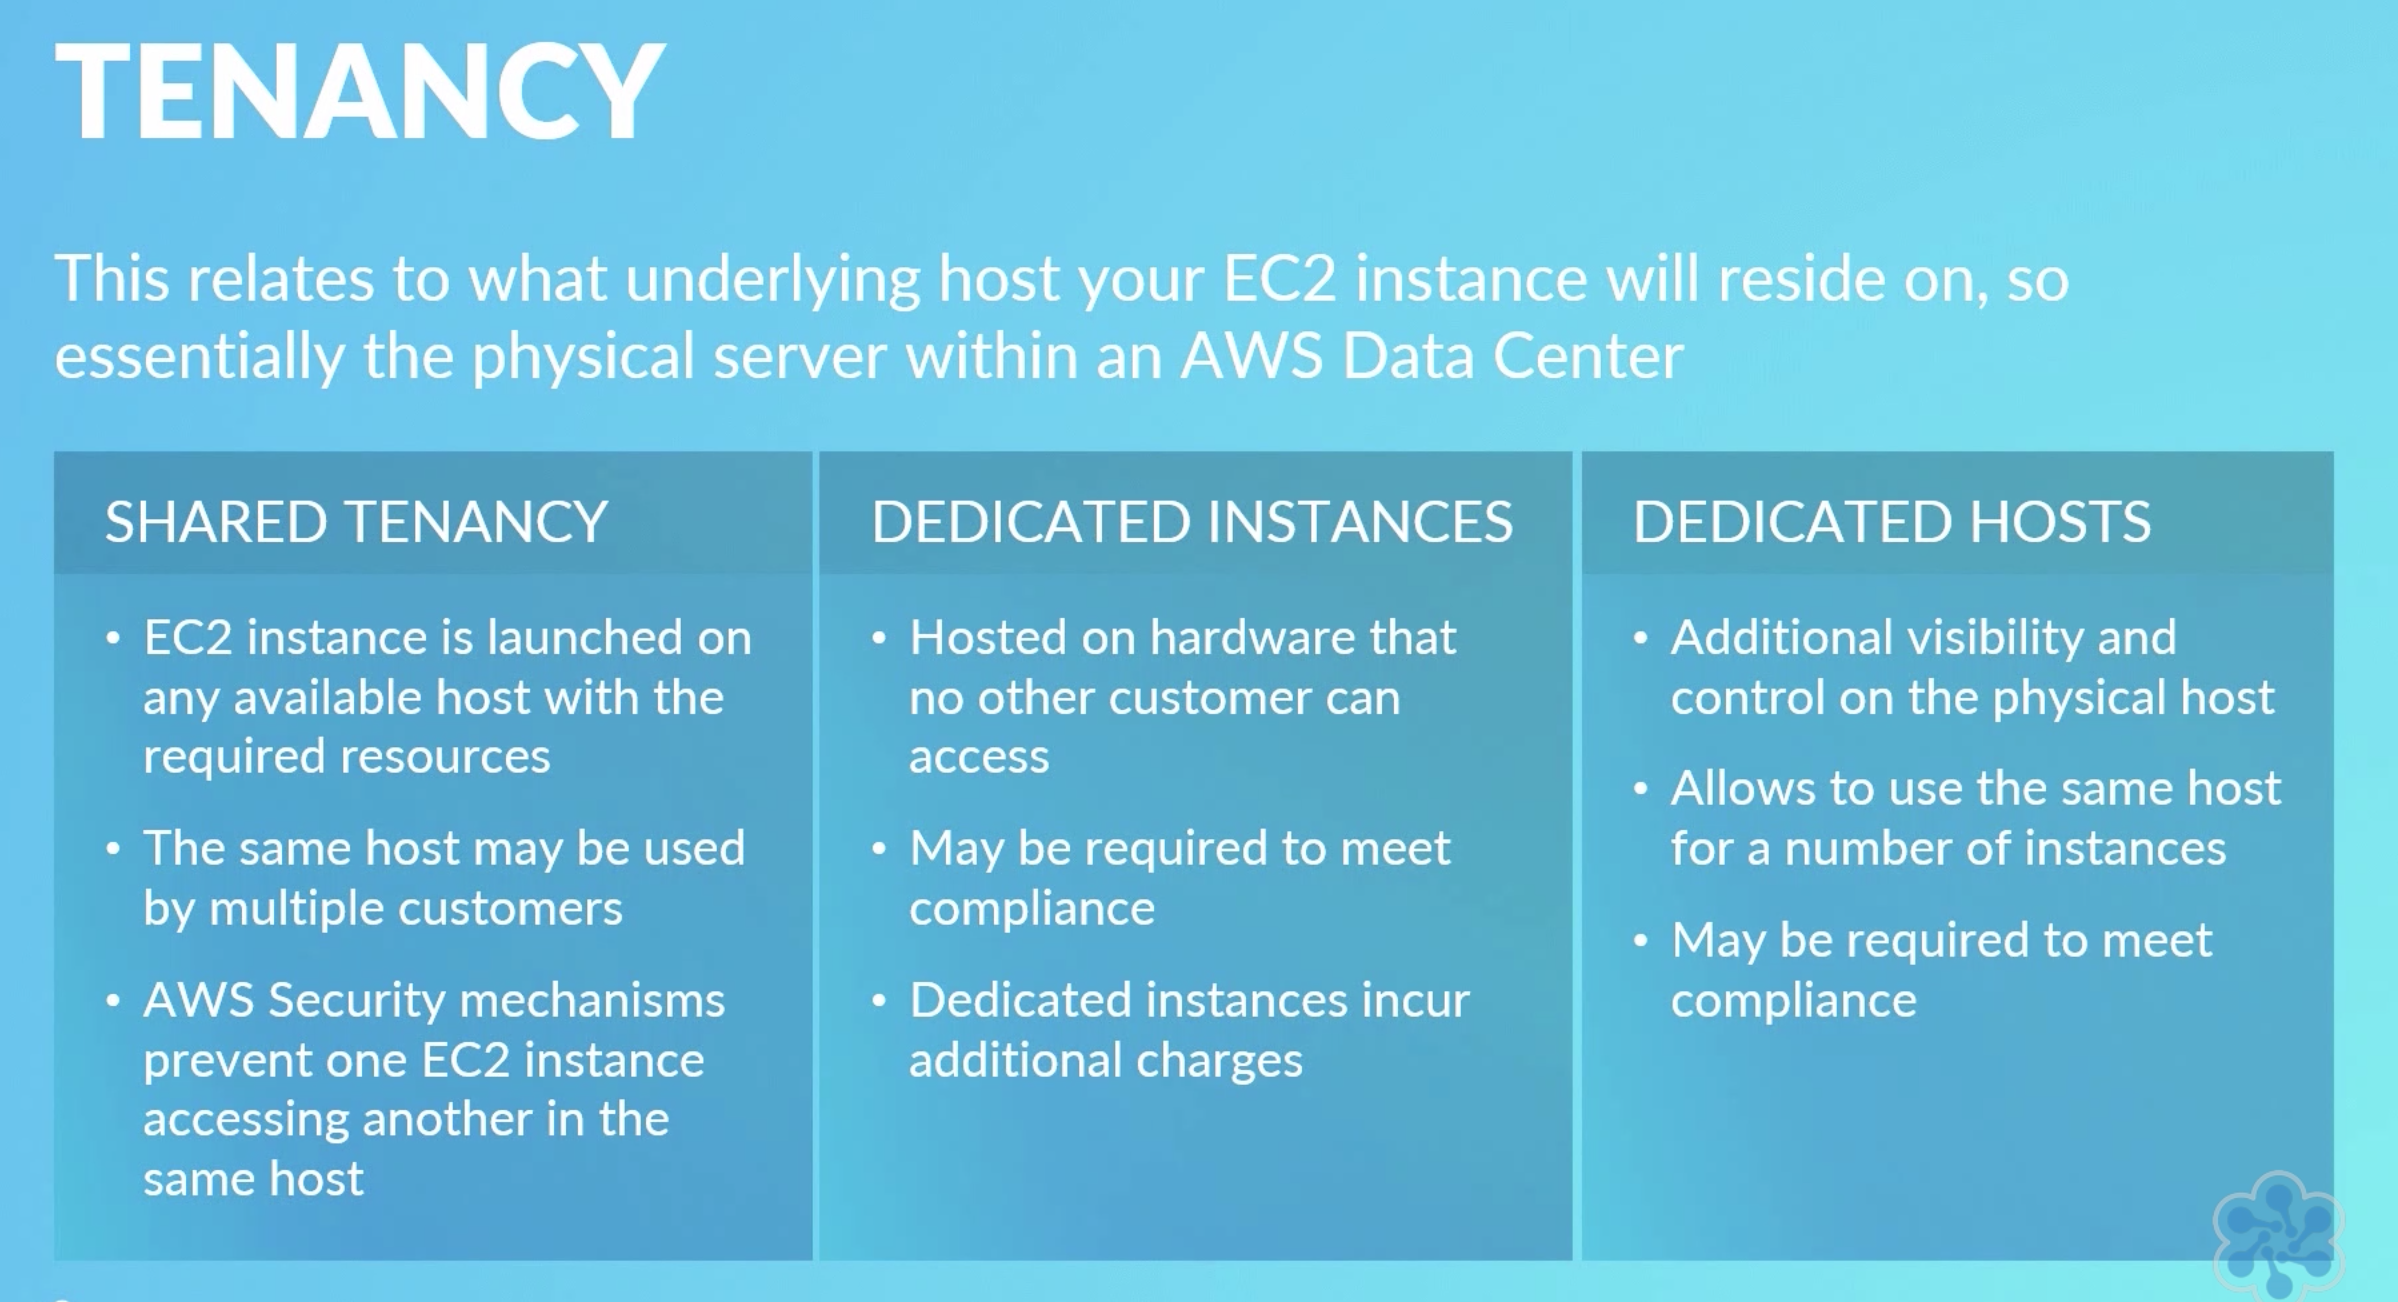 TENANCY
This relates to what underlying host your EC2 instance will reside on, so
essentially the physical server within an AWS Data Center
SHARED TENANCY
• EC2 instance is launched on
any available host with the
required resources
• The same host may be used
by multiple customers
• AWS Security mechanisms
prevent one EC2 instance
accessing another in the
same host
DEDICATED INSTANCES
• Hosted on hardware that
no other customer can
access
• May be required to meet
compliance
• Dedicated instances incur
additional charges
DEDICATED HOSTS
• Additional visibility and
control on the physical host
• Allows to use the same host
for a number of instances
• May be required to meet
compliance